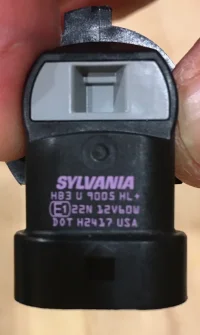 SYLVANIA
HB3 U 9005 HL+
E1 22N 12V60W
DOT H2417 USA